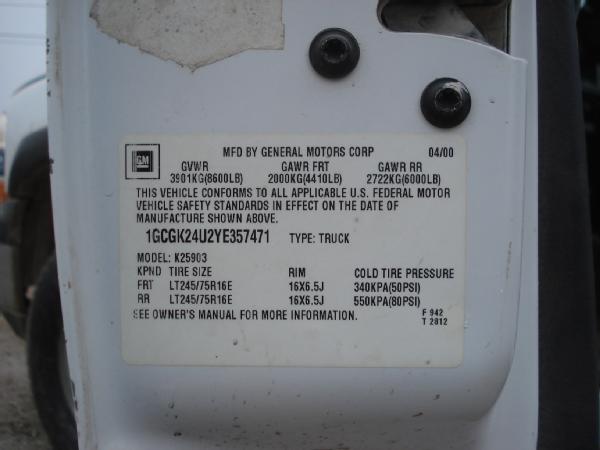 GM MFD BY GENERAL MOTORS CORP 04/00
GVWR GAWR FRT GAWR RR
3901KG(8600LB) 2000KG(4410LB) 2722KG(6000LB)
THIS VEHICLE CONFORMS TO ALL APPLICABLE U.S. FEDERAL MOTOR
VEHICLE SAFETY STANDARDS IN EFFECT ON THE DATE OF
MANUFACTURE SHOWN ABOVE.
1GCGK24U2YE357471 TYPE: TRUCK
MODEL: K25903
KPND TIRE SIZE RIM COLD TIRE PRESSURE
FRT LT245/75R16E 16X6.5J 340KPA(50PSI)
RR LT245/75R16E 16X6.5J 550KPA(80PSI)
SEE OWNER'S MANUAL FOR MORE INFORMATION.
F 942
T 2812